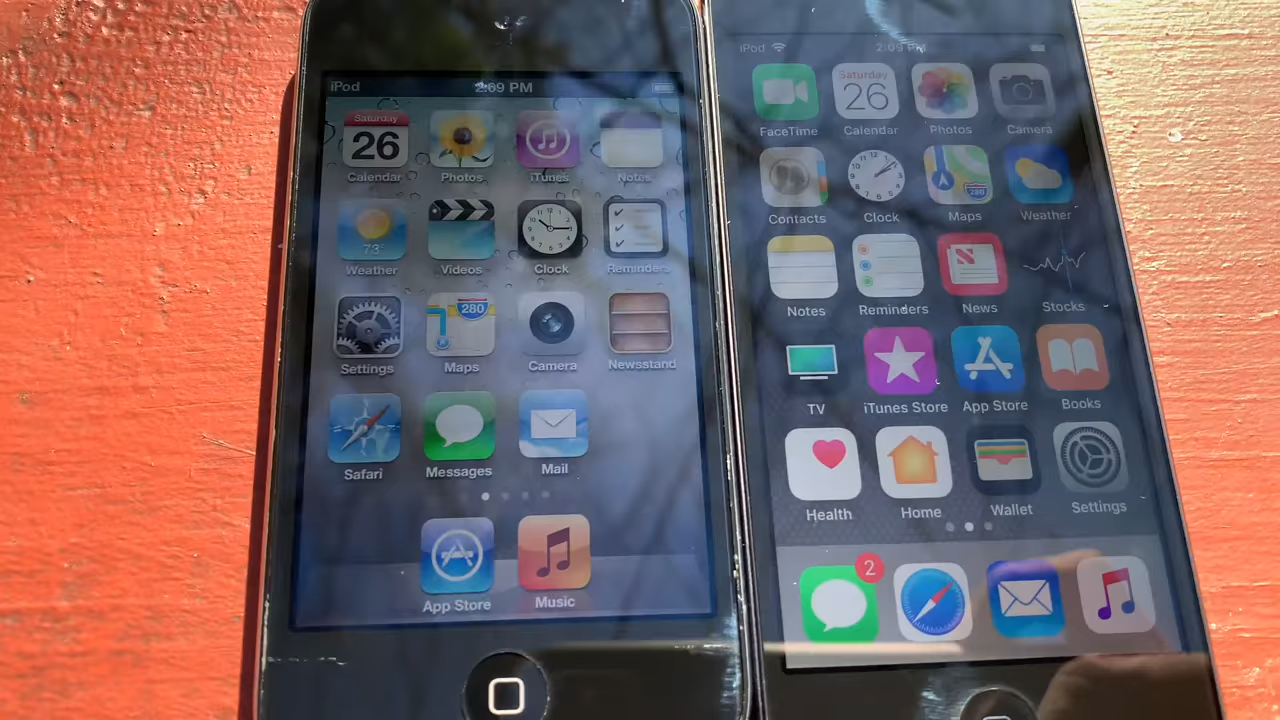 iPod
2:09 PM
Saturday
26
Calendar
Photos
iTunes
Notes
73°
Weather
Videos
Clock
Reminders
280
Settings
Maps
Camera
Newsstand
Safari
Messages
Mail
App Store
Music
iPod
2:09 PM
FaceTime
Saturday
26
Calendar
Photos
Camera
Contacts
Clock
280
Maps
Weather
Notes
Reminders
NEWS
News
Stocks
TV
iTunes Store
App Store
Books
Health
Home
Wallet
Settings
2